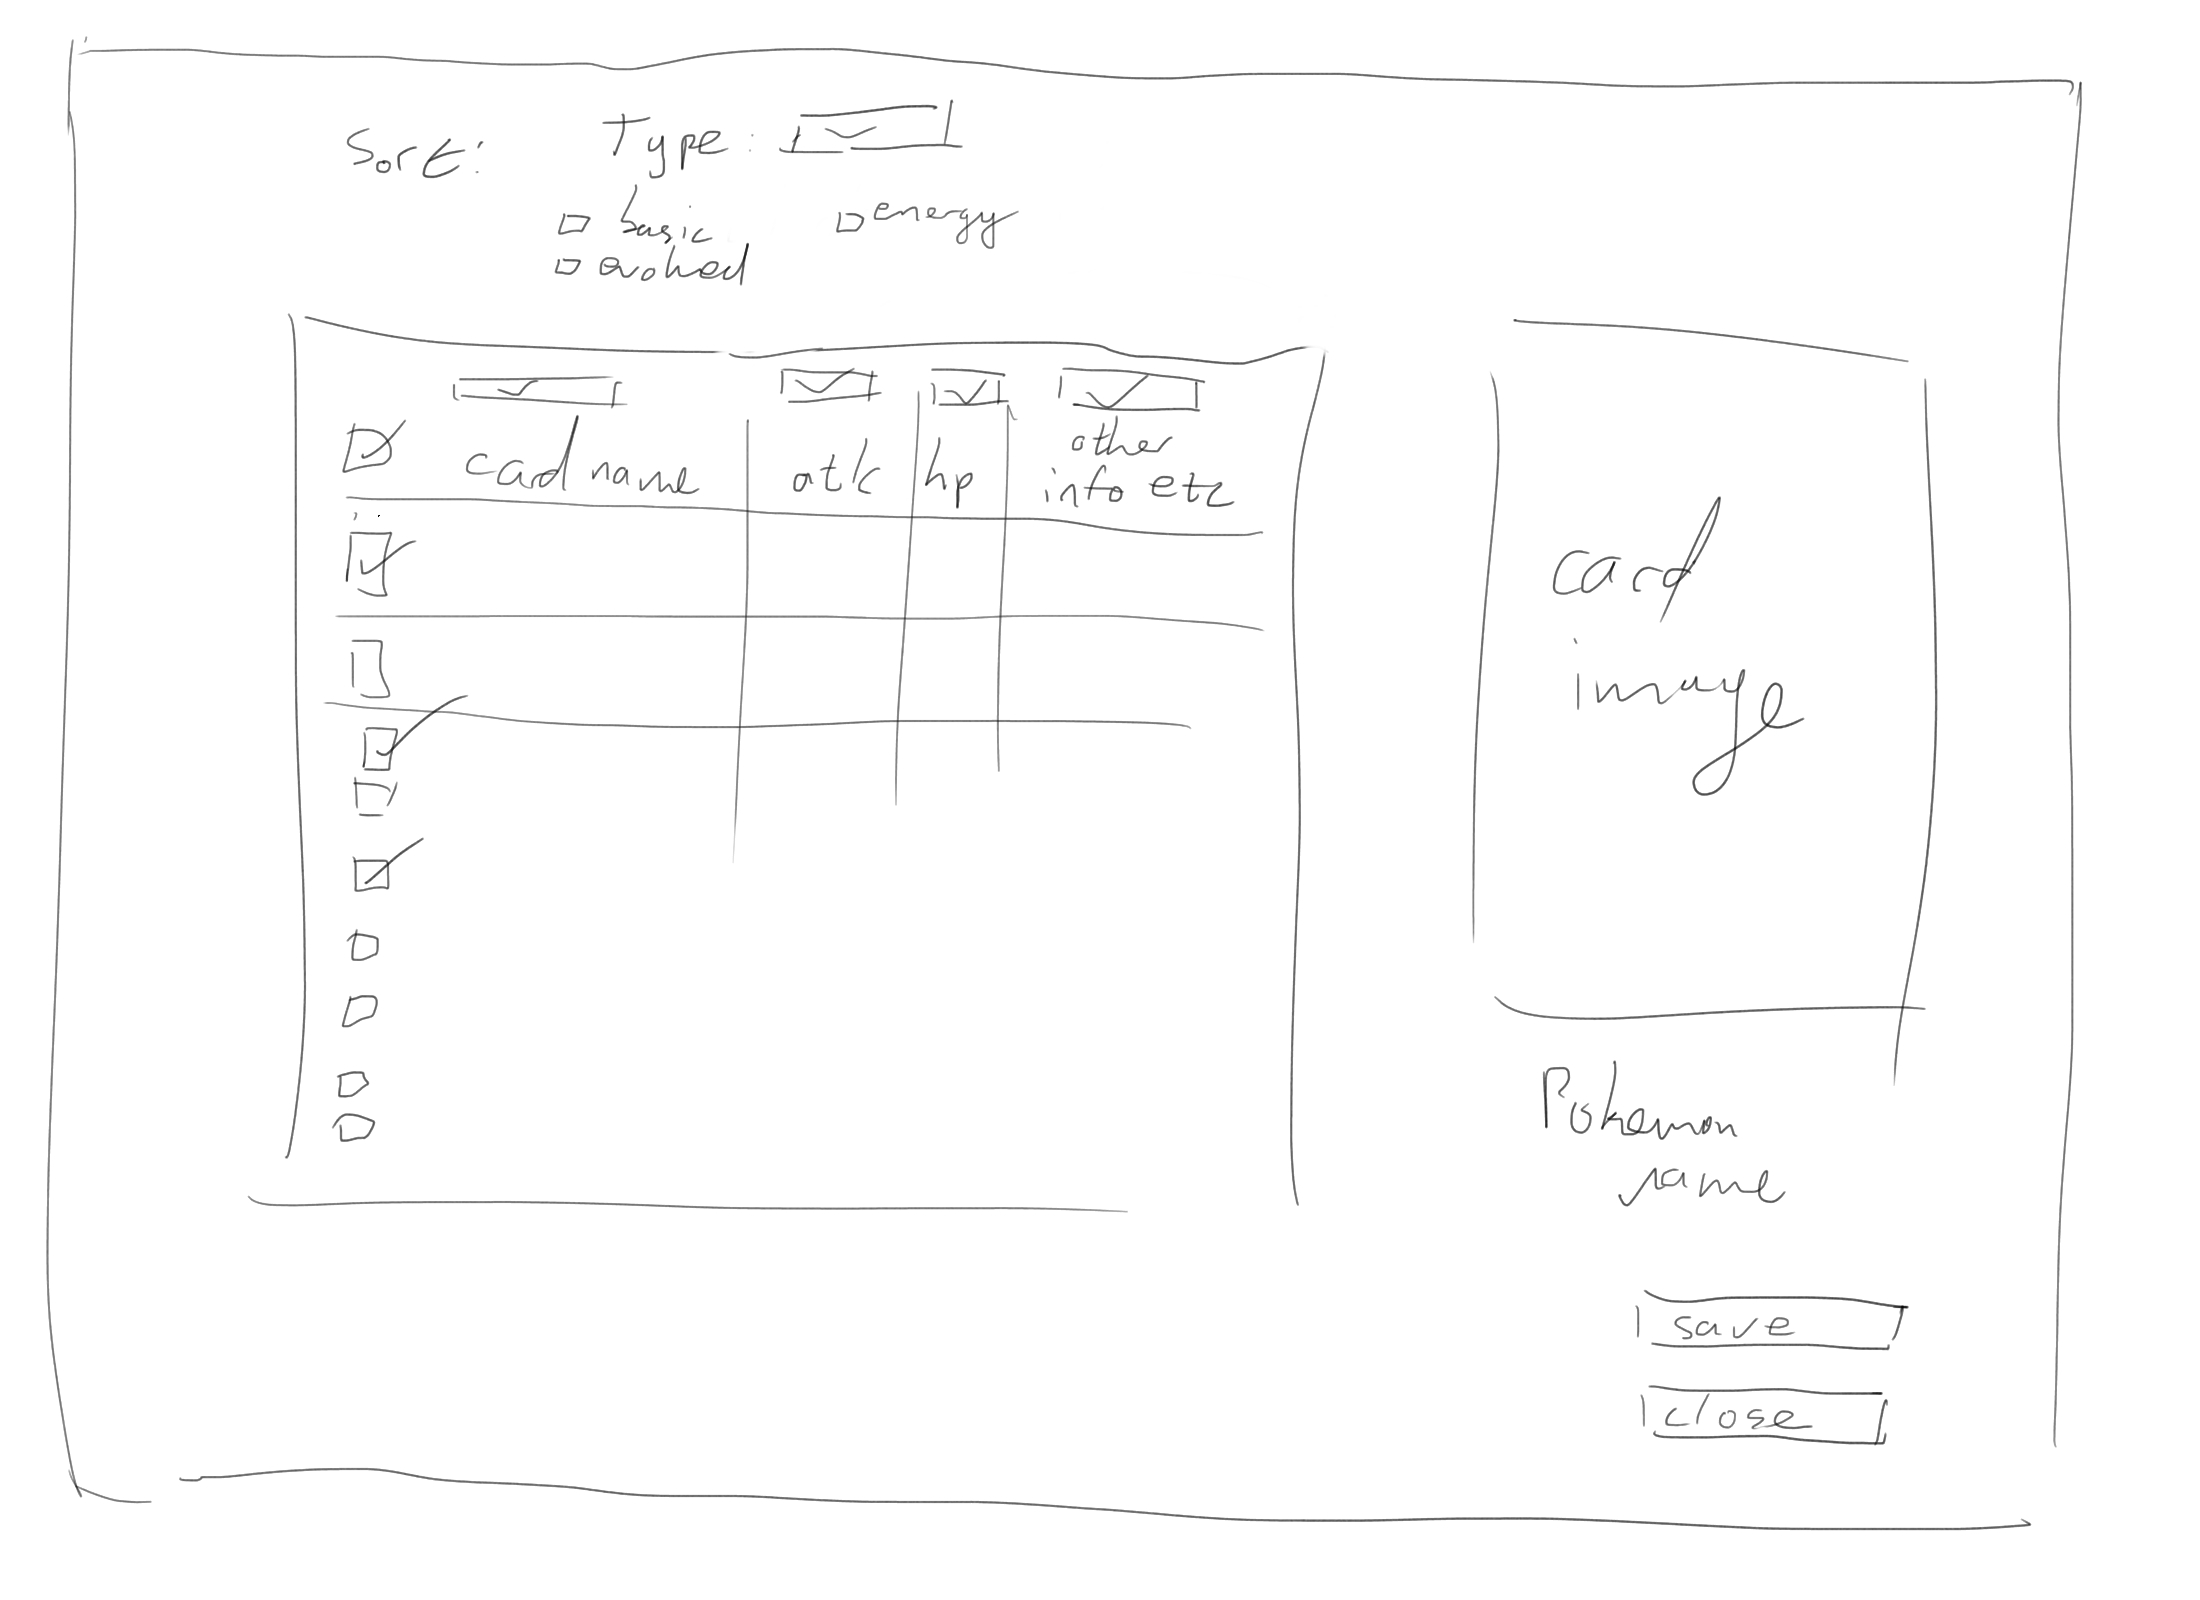 Sort: Type:
basic energy
evolved
card name atk hp other
info etc
card
image
Pokemon
name
save
close